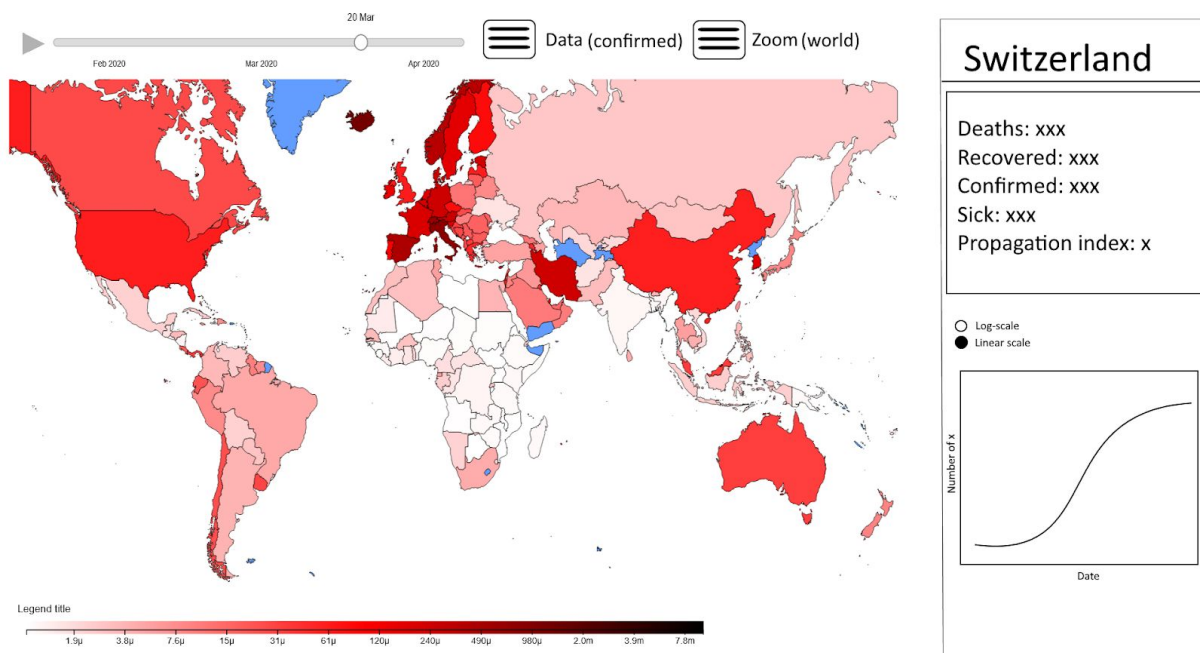 20 Mar
Data (confirmed)
Zoom (world)
Feb 2020
Mar 2020
Apr 2020
Switzerland
Deaths: xxx
Recovered: xxx
Confirmed: xxx
Sick: xxx
Propagation index: x
Log-scale
Linear scale
Number of x
Date
Legend title
1.9µ 3.8µ 7.6µ 15µ 31µ 61µ 120µ 240µ 490µ 980µ 2.0m 3.9m 7.8m